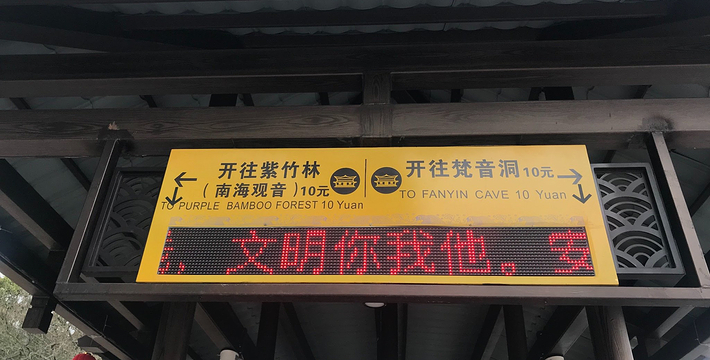 开往紫竹林
(南海观音)10元
TO PURPLE BAMBOO FOREST 10 Yuan
开往梵音洞10元
TO FANYIN CAVE 10 Yuan
文明你我他。安